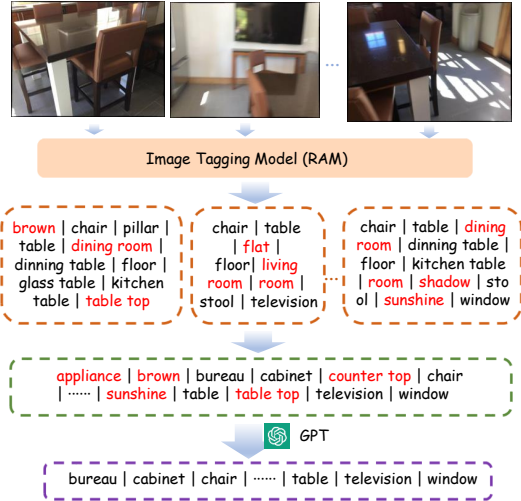 ...
Image Tagging Model (RAM)
brown | chair | pillar |
table | dining room |
dinning table | floor |
glass table | kitchen
table | table top
chair | table
| flat |
floor| living
room | room |
stool | television
...
chair | table | dining
room | dinning table |
floor | kitchen table
| room | shadow | sto
ol | sunshine | window
appliance | brown | bureau | cabinet | counter top | chair
| ······ | sunshine | table | table top | television | window
GPT
bureau | cabinet | chair | ······ | table | television | window